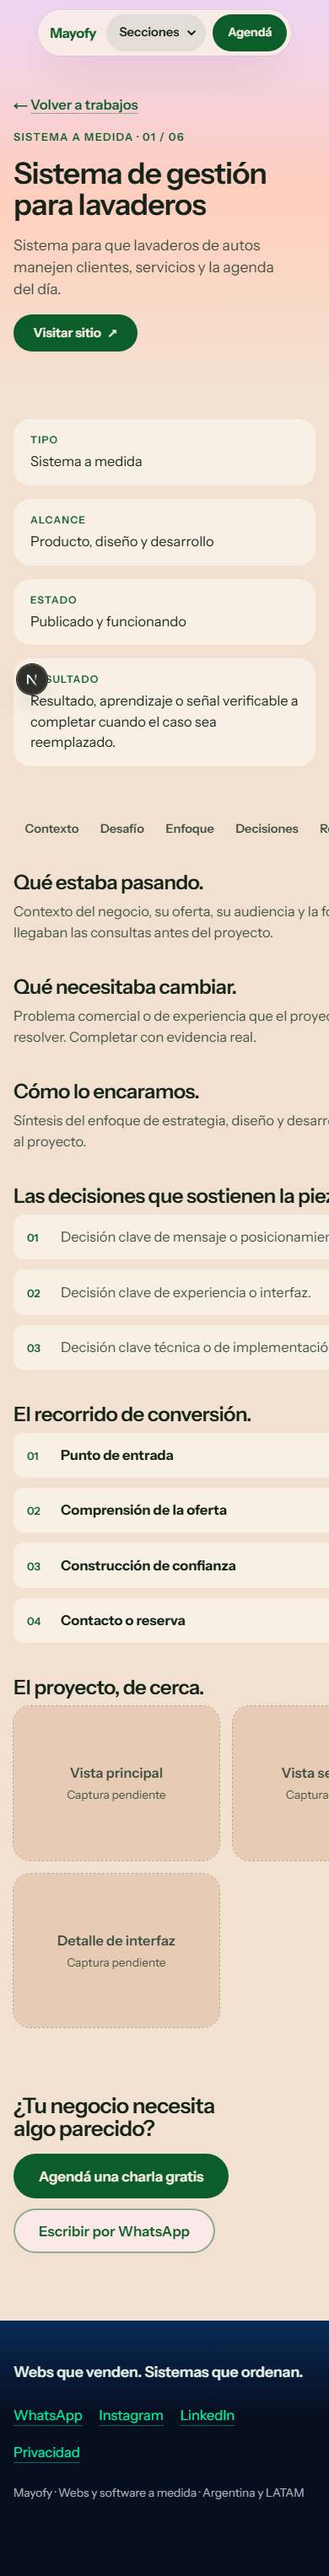 Mayofy Secciones Agendá
← Volver a trabajos
SISTEMA A MEDIDA · 01 / 06
Sistema de gestión
para lavaderos
Sistema para que lavaderos de autos
manejen clientes, servicios y la agenda
del día.
Visitar sitio ↗
TIPO
Sistema a medida
ALCANCE
Producto, diseño y desarrollo
ESTADO
Publicado y funcionando
N SULTADO
Resultado, aprendizaje o señal verificable a
completar cuando el caso sea
reemplazado.
Contexto Desafío Enfoque Decisiones
Qué estaba pasando.
Contexto del negocio, su oferta, su audiencia y la
llegaban las consultas antes del proyecto.
Qué necesitaba cambiar.
Problema comercial o de experiencia que el
resolver. Completar con evidencia real.
Cómo lo encaramos.
Síntesis del enfoque de estrategia, diseño y
al proyecto.
Las decisiones que sostienen la
01 Decisión clave de mensaje o
02 Decisión clave de experiencia o interfaz.
03 Decisión clave técnica o de
El recorrido de conversión.
01 Punto de entrada
02 Comprensión de la oferta
03 Construcción de confianza
04 Contacto o reserva
El proyecto, de cerca.
Vista principal
Captura pendiente
Vista
Captura
Detalle de interfaz
Captura pendiente
¿Tu negocio necesita
algo parecido?
Agendá una charla gratis
Escribir por WhatsApp
Webs que venden. Sistemas que ordenan.
WhatsApp Instagram LinkedIn
Privacidad
Mayofy · Webs y software a medida · Argentina y LATAM